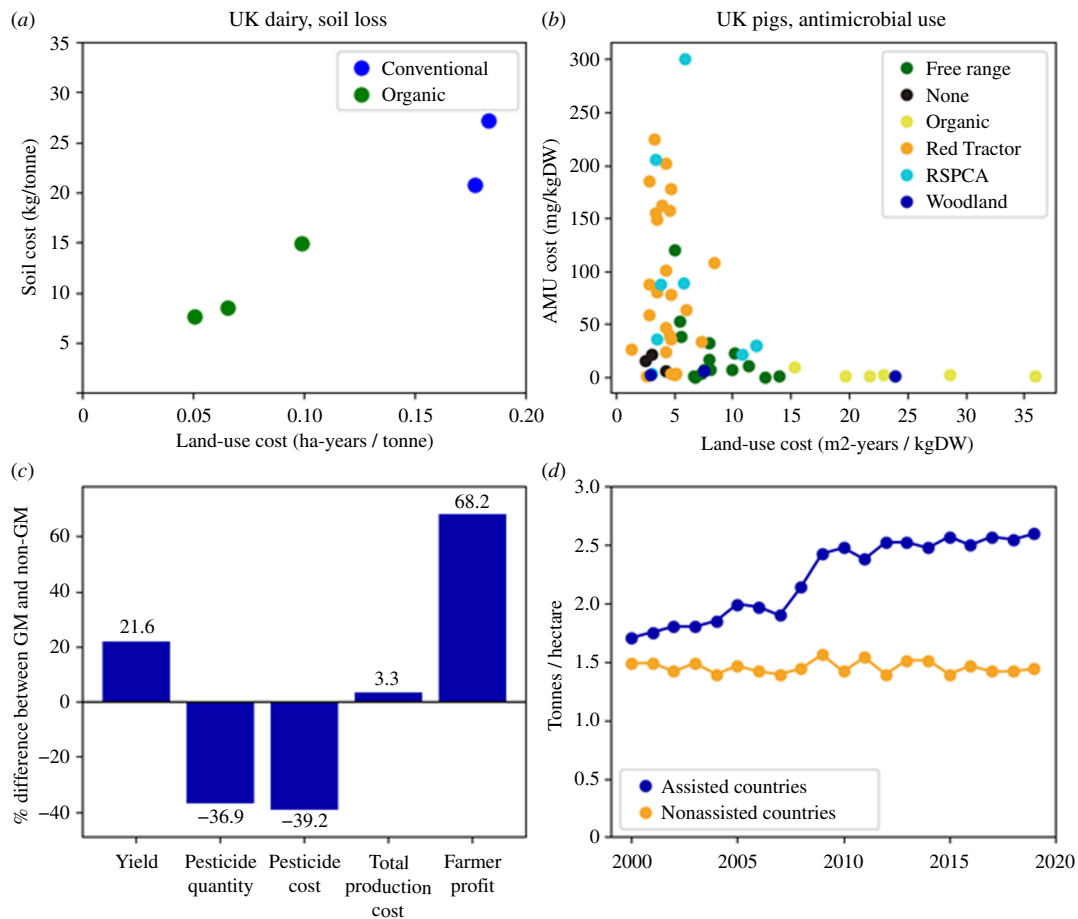 (a)
UK dairy, soil loss
35
30
25
20
15
10
5
0
0.05
0.10
0.15
0.20
Soil cost (kg/tonne)
Land-use cost (ha-years / tonne)
Conventional
Organic
(b)
UK pigs, antimicrobial use
300
250
200
150
100
50
0
0
5
10
15
20
25
30
35
AMU cost (mg/kgDW)
Land-use cost (m2-years / kgDW)
Free range
None
Organic
Red Tractor
RSPCA
Woodland
(c)
% difference between GM and non-GM
60
40
20
0
−20
−40
21.6
−36.9
−39.2
3.3
68.2
Yield
Pesticide
quantity
Pesticide
cost
Total
production
cost
Farmer
profit
(d)
Tonnes / hectare
3.0
2.5
2.0
1.5
1.0
0.5
0
2000
2005
2010
2015
2020
Assisted countries
Nonassisted countries